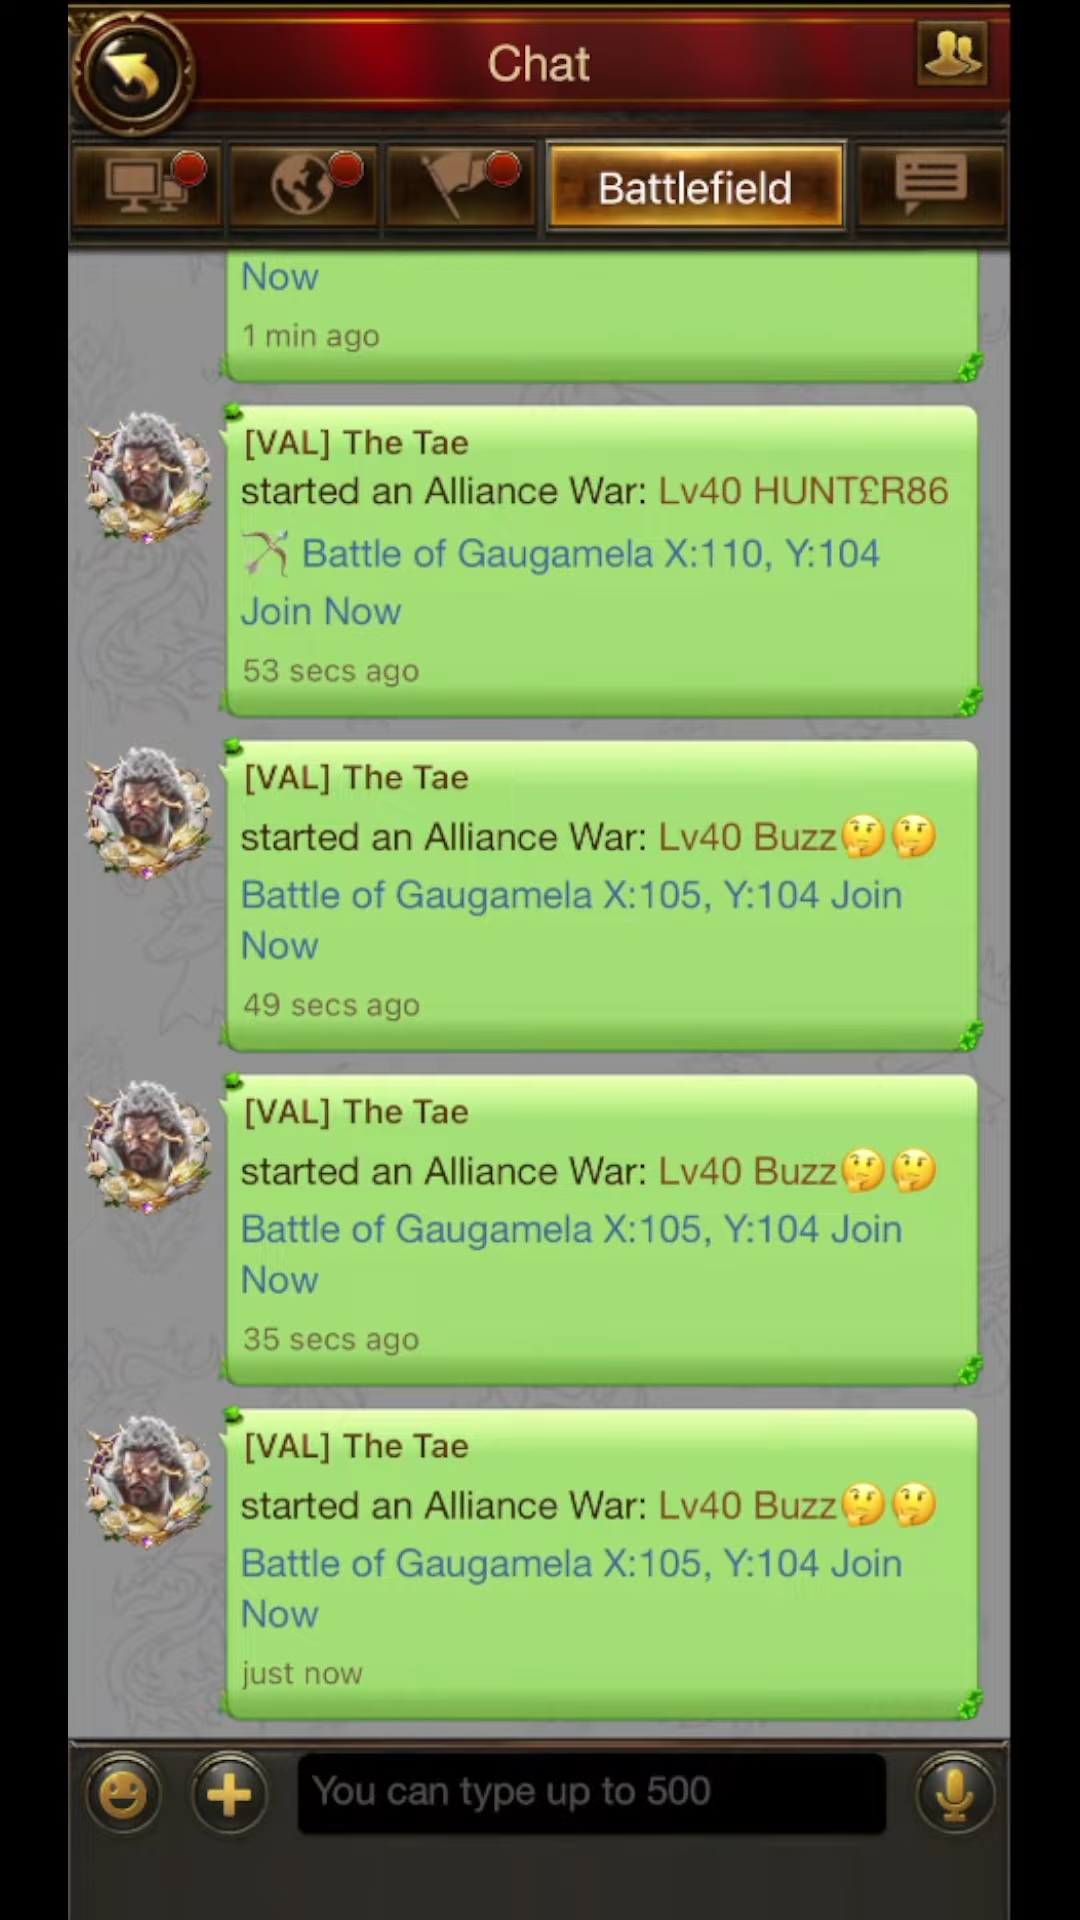 Chat
Battlefield
Now
1 min ago
[VAL] The Tae
started an Alliance War: Lv40 HUNT£R86
🏹 Battle of Gaugamela X:110, Y:104
Join Now
53 secs ago
[VAL] The Tae
started an Alliance War: Lv40 Buzz🤔🤔
Battle of Gaugamela X:105, Y:104 Join
Now
49 secs ago
[VAL] The Tae
started an Alliance War: Lv40 Buzz🤔🤔
Battle of Gaugamela X:105, Y:104 Join
Now
35 secs ago
[VAL] The Tae
started an Alliance War: Lv40 Buzz🤔🤔
Battle of Gaugamela X:105, Y:104 Join
Now
just now
You can type up to 500